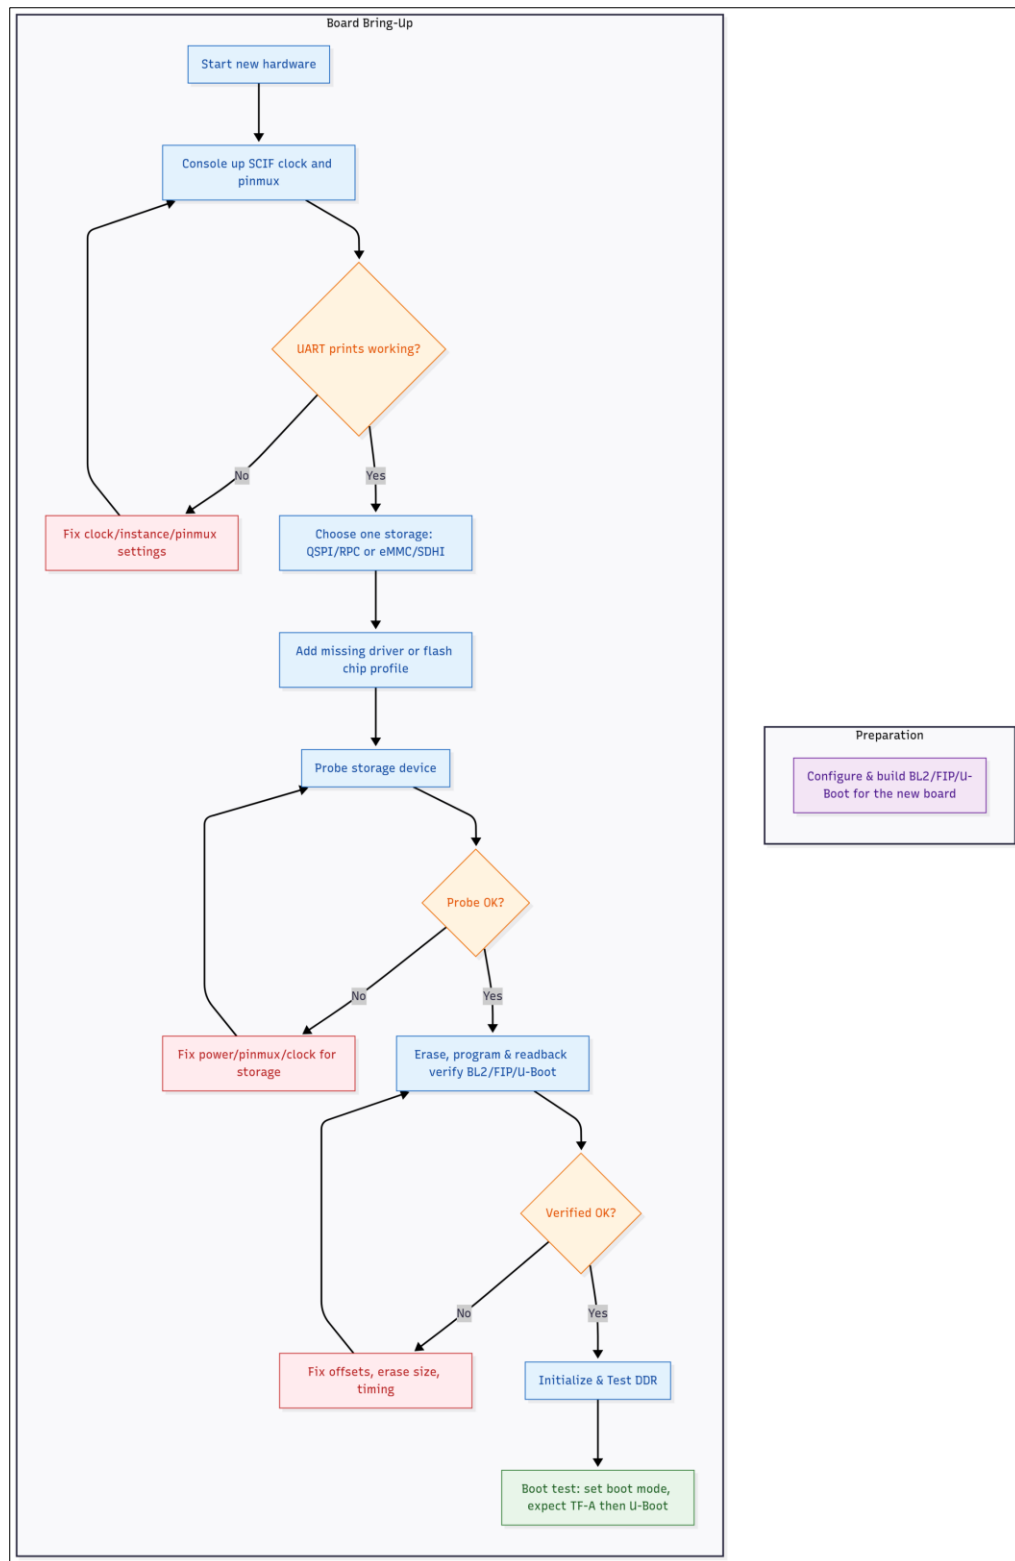 Board Bring-Up
Start new hardware
Console up SCIF clock and
pinmux
UART prints working?
No
Yes
Fix clock/instance/pinmux
settings
Choose one storage:
QSPI/RPC or eMMC/SDHI
Add missing driver or flash
chip profile
Probe storage device
Probe OK?
No
Yes
Fix power/pinmux/clock for
storage
Erase, program & readback
verify BL2/FIP/U-Boot
Verified OK?
No
Yes
Fix offsets, erase size,
timing
Initialize & Test DDR
Boot test: set boot mode,
expect TF-A then U-Boot
Preparation
Configure & build BL2/FIP/U-
Boot for the new board